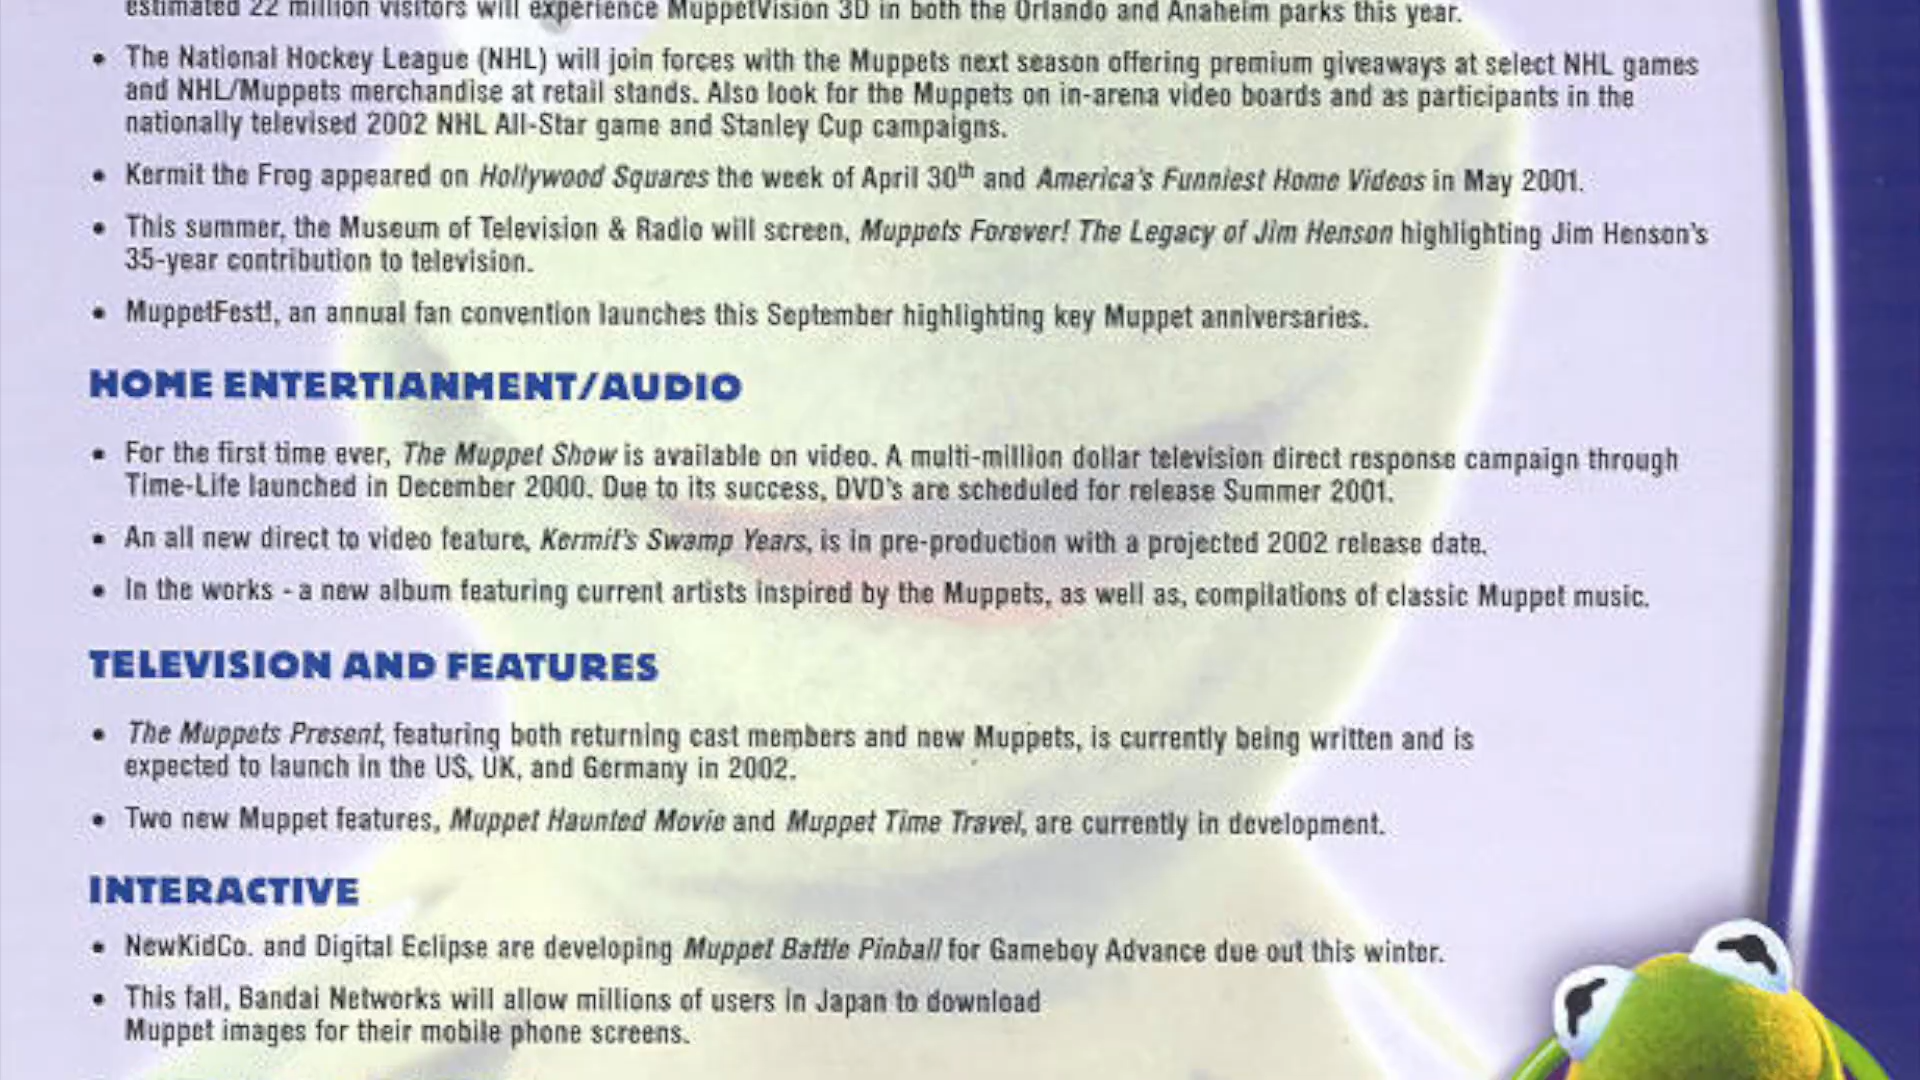 estimated 22 million visitors will experience MuppetVision 3D in both the Orlando and Anaheim parks this year.
• The National Hockey League (NHL) will join forces with the Muppets next season offering premium giveaways at select NHL games
and NHL/Muppets merchandise at retail stands. Also look for the Muppets on in-arena video boards and as participants in the
nationally televised 2002 NHL All-Star game and Stanley Cup campaigns.
• Kermit the Frog appeared on Hollywood Squares the week of April 30th and America's Funniest Home Videos in May 2001.
• This summer, the Museum of Television & Radio will screen, Muppets Forever! The Legacy of Jim Henson highlighting Jim Henson's
35-year contribution to television.
• MuppetFest!, an annual fan convention launches this September highlighting key Muppet anniversaries.
HOME ENTERTIANMENT/AUDIO
• For the first time ever, The Muppet Show is available on video. A multi-million dollar television direct response campaign through
Time-Life launched in December 2000. Due to its success, DVD's are scheduled for release Summer 2001.
• An all new direct to video feature, Kermit's Swamp Years, is in pre-production with a projected 2002 release date.
• In the works - a new album featuring current artists inspired by the Muppets, as well as, compilations of classic Muppet music.
TELEVISION AND FEATURES
• The Muppets Present, featuring both returning cast members and new Muppets, is currently being written and is
expected to launch in the US, UK, and Germany in 2002.
• Two new Muppet features, Muppet Haunted Movie and Muppet Time Travel, are currently in development.
INTERACTIVE
• NewKidCo. and Digital Eclipse are developing Muppet Battle Pinball for Gameboy Advance due out this winter.
• This fall, Bandai Networks will allow millions of users in Japan to download
Muppet images for their mobile phone screens.